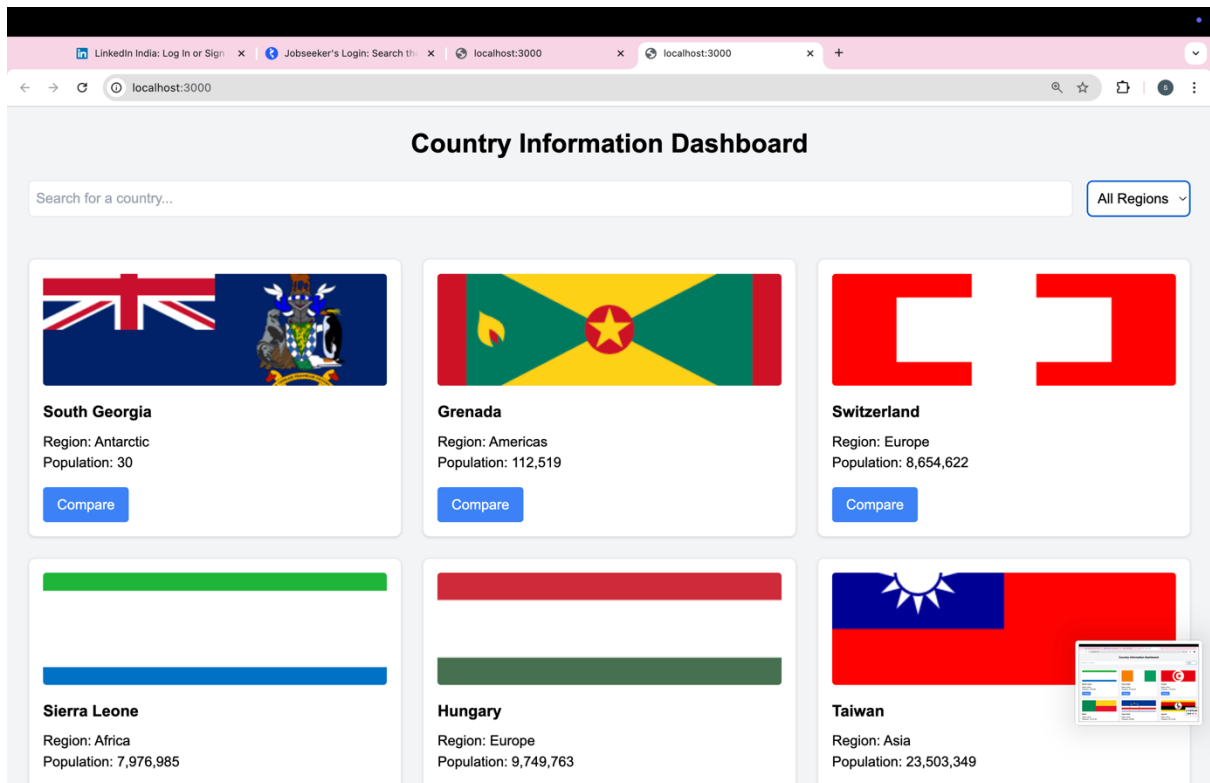 LinkedIn India: Log In or Sign
Jobseeker's Login: Search th
localhost:3000
localhost:3000
localhost:3000
S
Country Information Dashboard
Search for a country...
All Regions
South Georgia
Region: Antarctic
Population: 30
Compare
Grenada
Region: Americas
Population: 112,519
Compare
Switzerland
Region: Europe
Population: 8,654,622
Compare
Sierra Leone
Region: Africa
Population: 7,976,985
Hungary
Region: Europe
Population: 9,749,763
Taiwan
Region: Asia
Population: 23,503,349
Country Information Dashboard